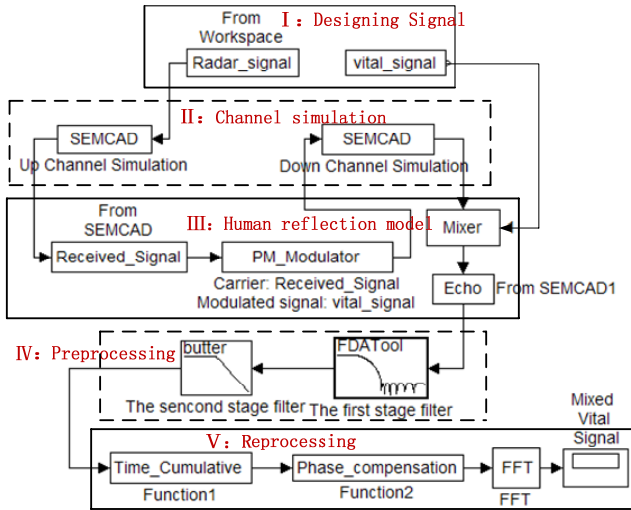 From
Workspace
Ⅰ: Designing Signal
Radar_signal
vital_signal
Ⅱ: Channel simulation
SEMCAD
SEMCAD
Up Channel Simulation
Down Channel Simulation
From
SEMCAD
Ⅲ: Human reflection model
Mixer
Received_Signal
PM_Modulator
Carrier: Received_Signal
Modulated signal: vital_signal
Echo
From SEMCAD1
Ⅳ: Preprocessing
butter
FDATool
The sencond stage filter
The first stage filter
Mixed
Vital
Signal
Ⅴ: Reprocessing
Time_Cumulative
Phase_compensation
FFT
Function1
Function2
FFT